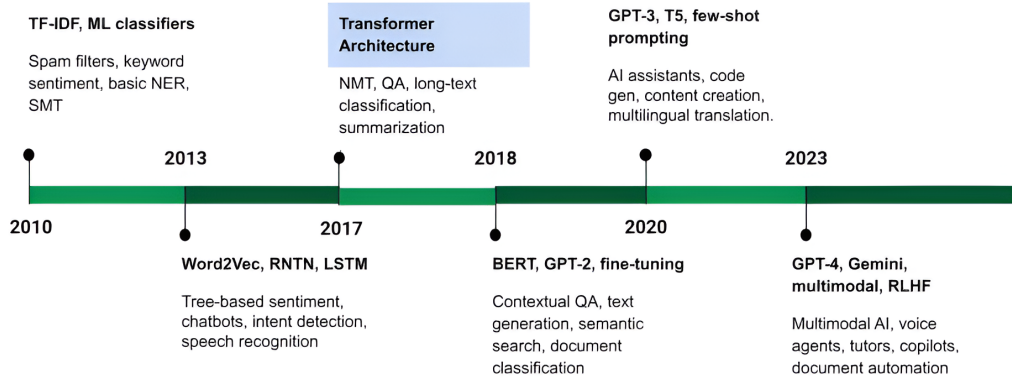 TF-IDF, ML classifiers
Spam filters, keyword
sentiment, basic NER,
SMT
2010
2013
Word2Vec, RNTN, LSTM
Tree-based sentiment,
chatbots, intent detection,
speech recognition
Transformer
Architecture
NMT, QA, long-text
classification,
summarization
2017
2018
BERT, GPT-2, fine-tuning
Contextual QA, text
generation, semantic
search, document
classification
GPT-3, T5, few-shot
prompting
AI assistants, code
gen, content creation,
multilingual translation.
2020
2023
GPT-4, Gemini,
multimodal, RLHF
Multimodal AI, voice
agents, tutors, copilots,
document automation